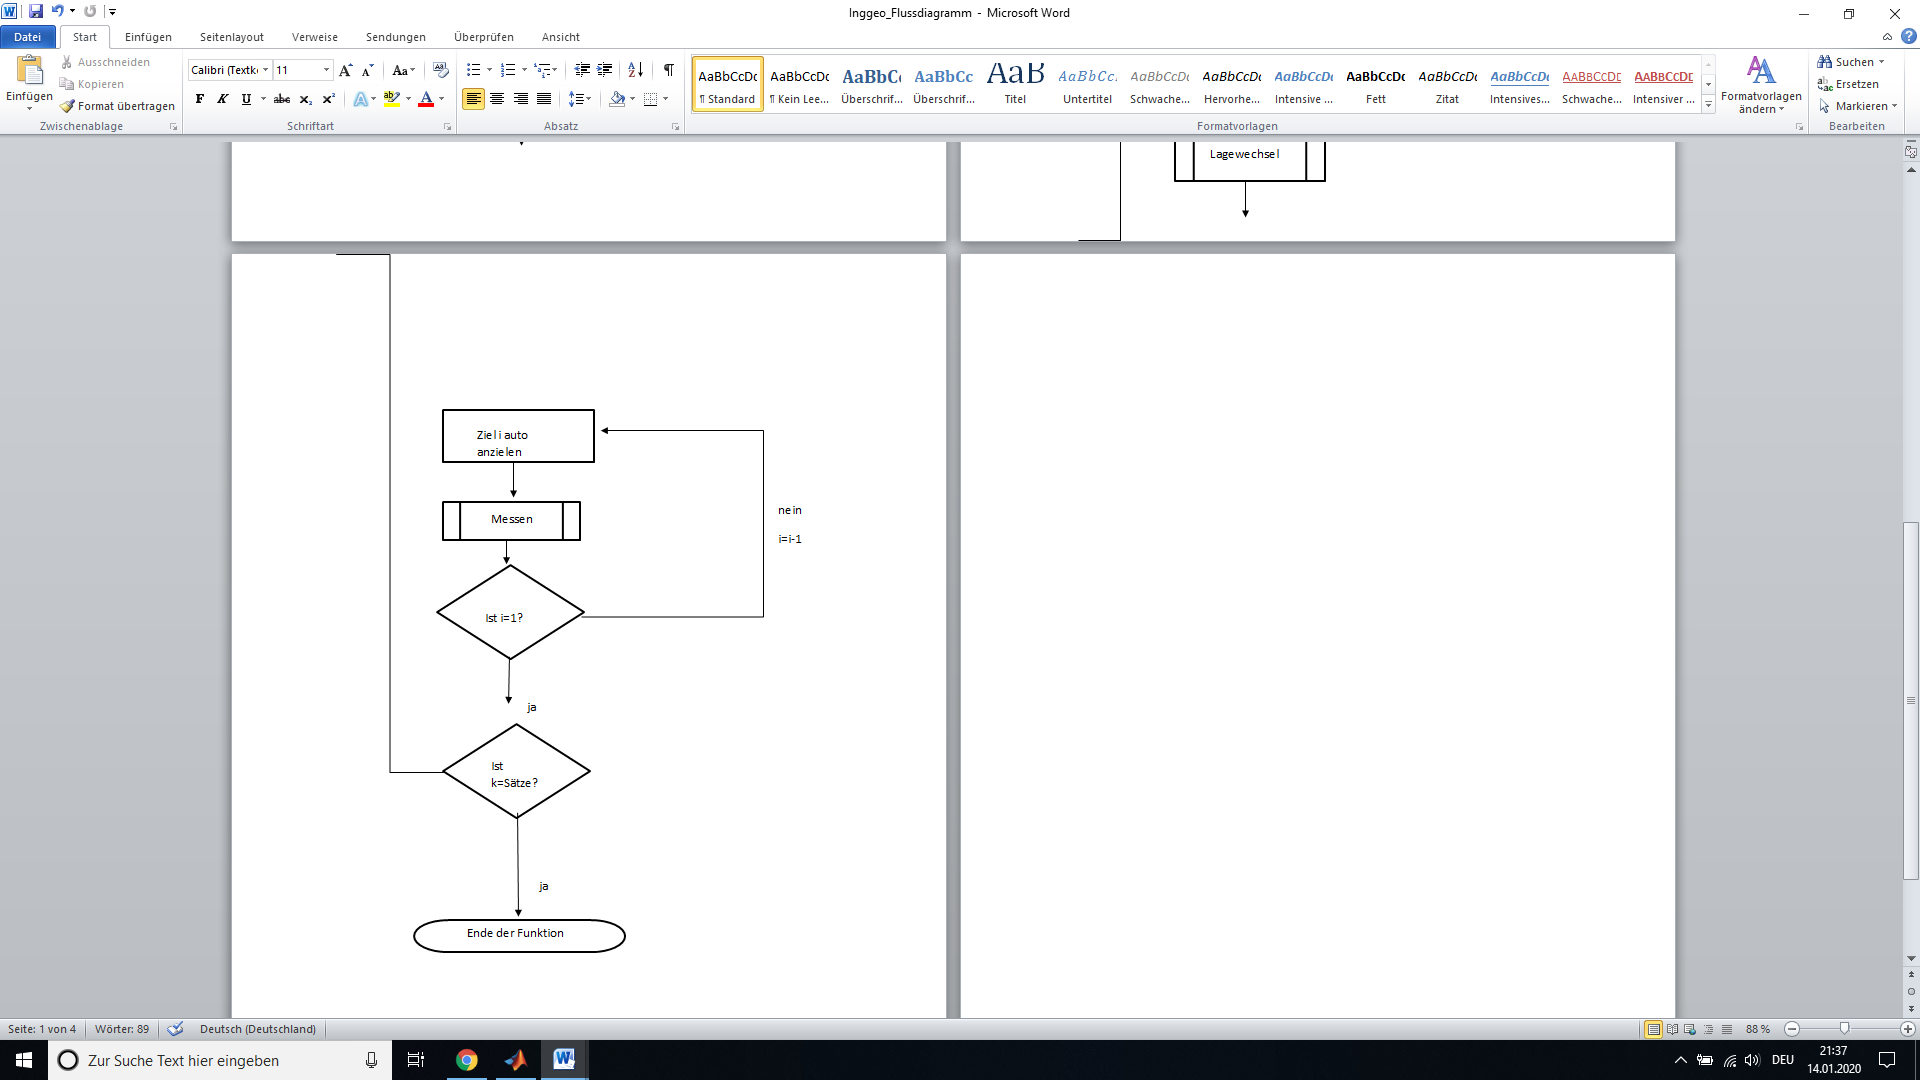 Inggeo_Flussdiagramm - Microsoft Word
Datei Start Einfügen Seitenlayout Verweise Sendungen Überprüfen Ansicht
Einfügen
Ausschneiden
Kopieren
Format übertragen
Zwischenablage
Calibri (Textk 11
F K U abc x₂ x²
Schriftart
Absatz
AaBbCcDc AaBbCcDc AaBbC AaBbCc AaB AaBbCc. AaBbCcDc AaBbCcDc AaBbCcDc AaBbCcDc AaBbCcDc AaBbCcDc AABBCCDE AABBCCDE
¶ Standard ¶ Kein Lee... Überschrif... Überschrif... Titel Untertitel Schwache... Hervorhe... Intensive ... Fett Zitat Intensives... Schwache... Intensiver ...
Formatvorlagen
Formatvorlagen
ändern
Suchen
Ersetzen
Markieren
Bearbeiten
Lagewechsel
Ziel i auto
anzielen
Messen
nein
i=i-1
Ist i=1?
ja
Ist
k=Sätze?
ja
Ende der Funktion
Seite: 1 von 4 Wörter: 89 Deutsch (Deutschland) 88 %
Zur Suche Text hier eingeben
DEU
21:37
14.01.2020